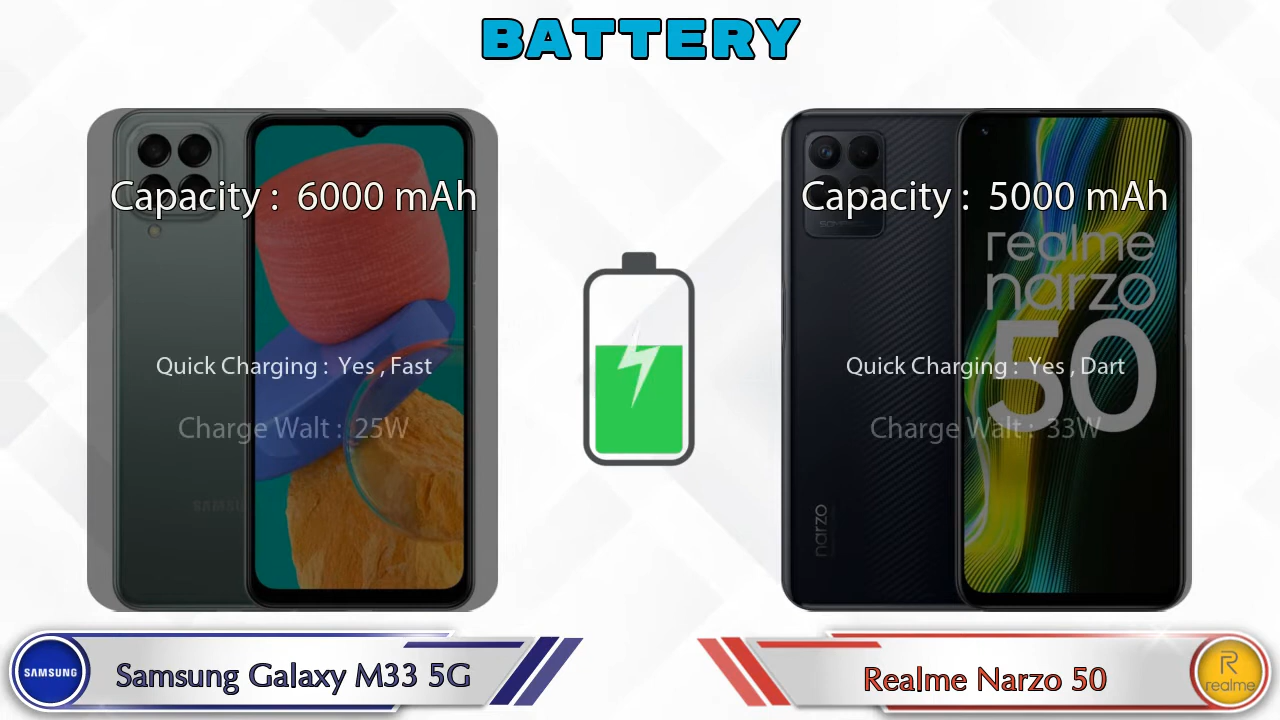 BATTERY
Capacity : 6000 mAh
Quick Charging : Yes , Fast
Charge Walt : 25W
SAMSUNG
Capacity : 5000 mAh
realme
narzo
50
Quick Charging : Yes , Dart
Charge Walt : 33W
narzo
SAMSUNG
Samsung Galaxy M33 5G
Realme Narzo 50
R
realme